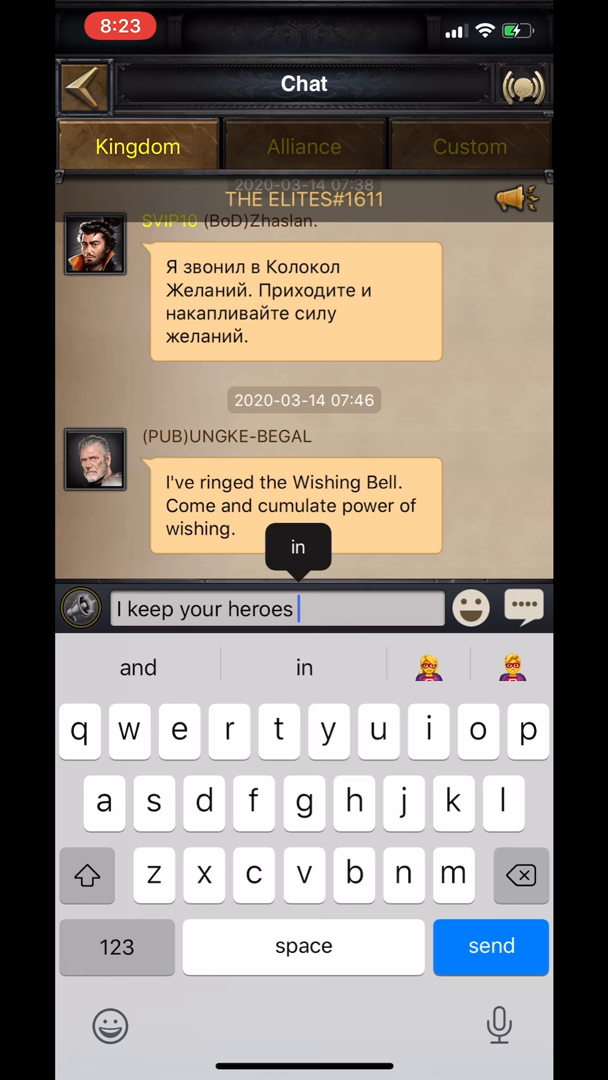 8:23
Chat
Kingdom
Alliance
Custom
2020-03-14 07:38
THE ELITES#1611
SVIP10 (BoD)Zhaslan.
Я звонил в Колокол
Желаний. Приходите и
накапливайте силу
желаний.
2020-03-14 07:46
(PUB)UNGKE-BEGAL
I've ringed the Wishing Bell.
Come and cumulate power of
wishing.
in
I keep your heroes
and
in
q w e r t y u i o p
a s d f g h j k l
z x c v b n m
123
space
send